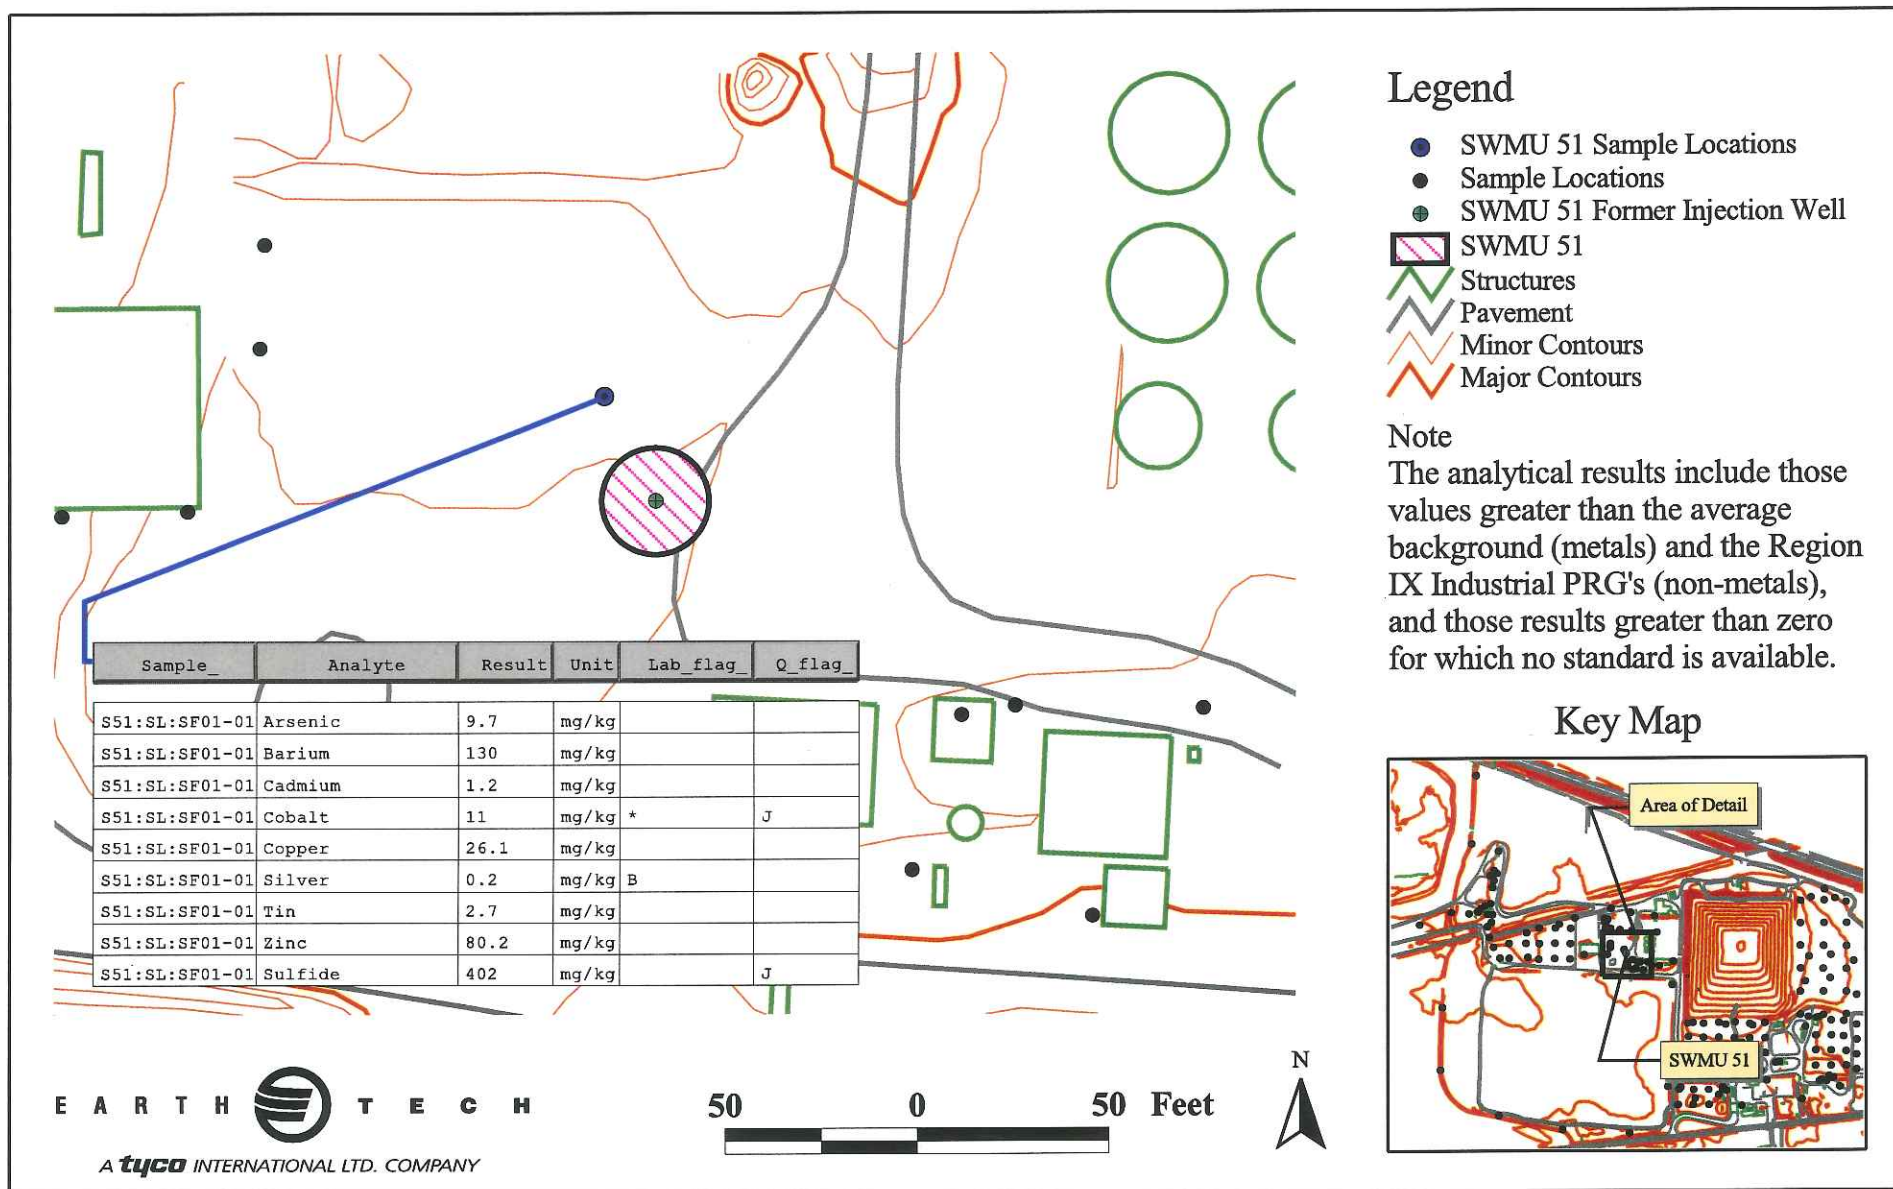 Legend
SWMU 51 Sample Locations
Sample Locations
SWMU 51 Former Injection Well
SWMU 51
Structures
Pavement
Minor Contours
Major Contours
Note
The analytical results include those
values greater than the average
background (metals) and the Region
IX Industrial PRG's (non-metals),
and those results greater than zero
for which no standard is available.
Sample_ Analyte Result Unit Lab_flag_ Q_flag_
S51:SL:SF01-01 Arsenic 9.7 mg/kg
S51:SL:SF01-01 Barium 130 mg/kg
S51:SL:SF01-01 Cadmium 1.2 mg/kg
S51:SL:SF01-01 Cobalt 11 mg/kg * J
S51:SL:SF01-01 Copper 26.1 mg/kg
S51:SL:SF01-01 Silver 0.2 mg/kg B
S51:SL:SF01-01 Tin 2.7 mg/kg
S51:SL:SF01-01 Zinc 80.2 mg/kg
S51:SL:SF01-01 Sulfide 402 mg/kg J
Key Map
Area of Detail
SWMU 51
EARTH TECH
A tyco INTERNATIONAL LTD. COMPANY
50 0 50 Feet
N